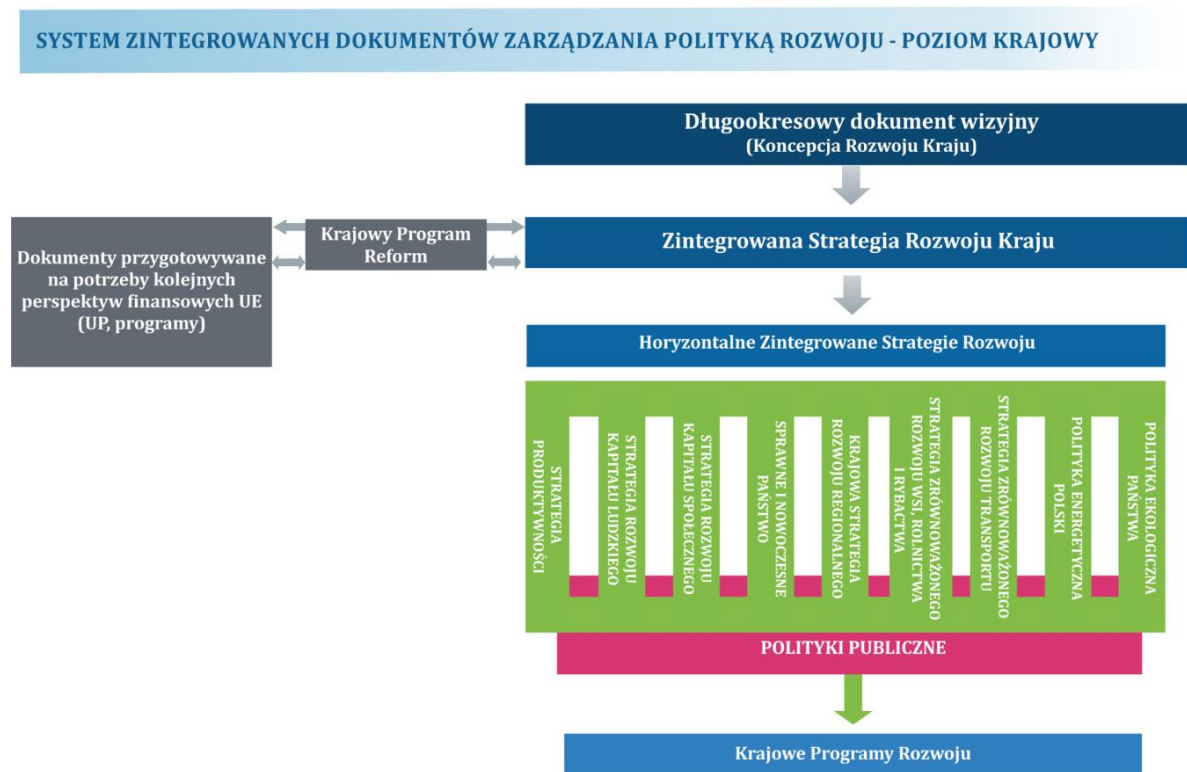 SYSTEM ZINTEGROWANYCH DOKUMENTÓW ZARZĄDZANIA POLITYKĄ ROZWOJU - POZIOM KRAJOWY
Długookresowy dokument wizyjny
(Koncepcja Rozwoju Kraju)
Dokumenty przygotowywane
na potrzeby kolejnych
perspektyw finansowych UE
(UP, programy)
Krajowy Program
Reform
Zintegrowana Strategia Rozwoju Kraju
Horyzontalne Zintegrowane Strategie Rozwoju
STRATEGIA
PRODUKTYWNOŚCI
STRATEGIA ROZWOJU
KAPITAŁU LUDZKIEGO
STRATEGIA ROZWOJU
KAPITAŁU SPOŁECZNEGO
SPRAWNE I NOWOCZESNE
PAŃSTWO
KRAJOWA STRATEGIA
ROZWOJU REGIONALNEGO
STRATEGIA ZRÓWNOWAŻONEGO
ROZWOJU WSI, ROLNICTWA
I RYBACTWA
STRATEGIA ZRÓWNOWAŻONEGO
ROZWOJU TRANSPORTU
POLITYKA ENERGETYCZNA
POLSKI
POLITYKA EKOLOGICZNA
PAŃSTWA
POLITYKI PUBLICZNE
Krajowe Programy Rozwoju